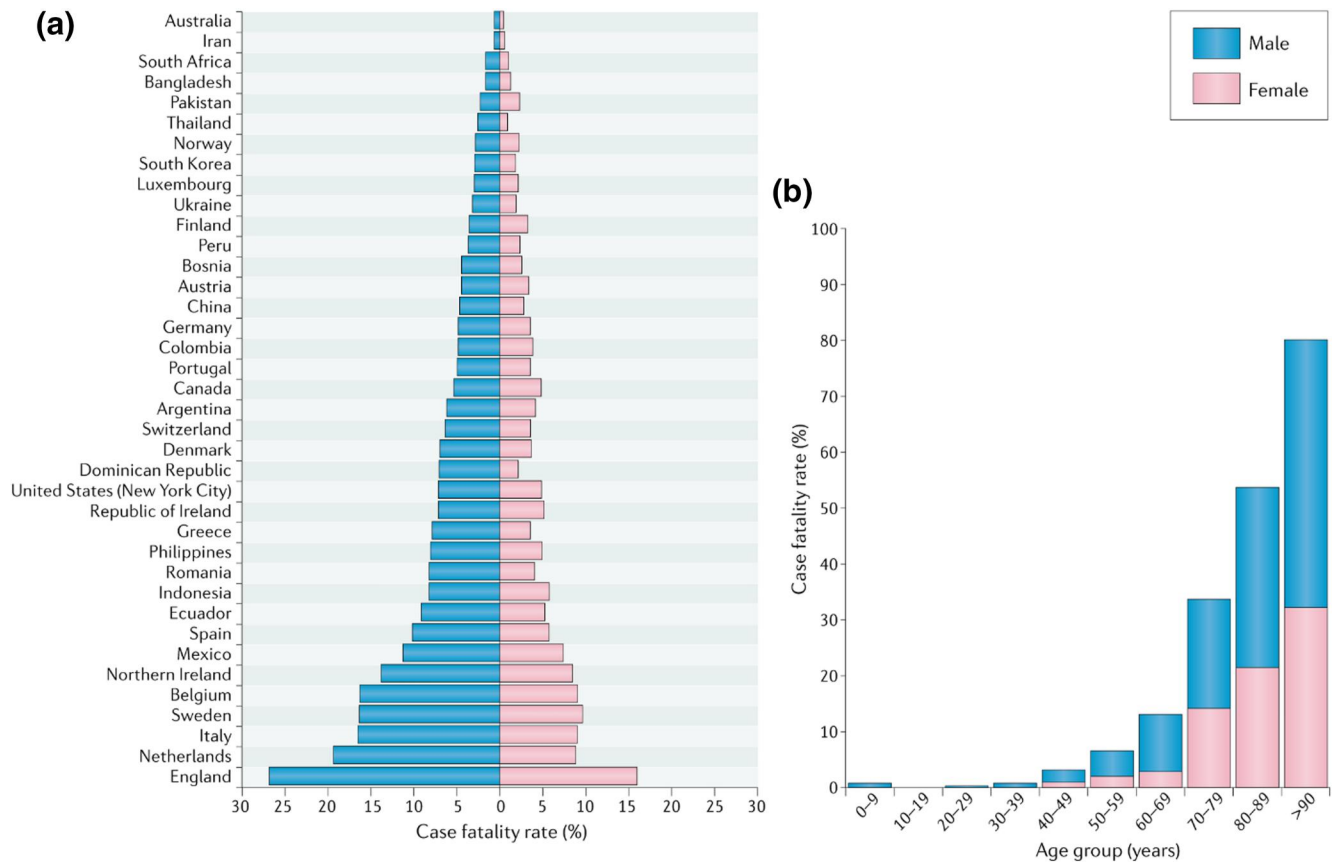 (a)
Australia
Iran
South Africa
Bangladesh
Pakistan
Thailand
Norway
South Korea
Luxembourg
Ukraine
Finland
Peru
Bosnia
Austria
China
Germany
Colombia
Portugal
Canada
Argentina
Switzerland
Denmark
Dominican Republic
United States (New York City)
Republic of Ireland
Greece
Philippines
Romania
Indonesia
Ecuador
Spain
Mexico
Northern Ireland
Belgium
Sweden
Italy
Netherlands
England
30 25 20 15 10 5 0 5 10 15 20 25 30
Case fatality rate (%)
Male
Female
(b)
Case fatality rate (%)
100
90
80
70
60
50
40
30
20
10
0
0–9 10–19 20–29 30–39 40–49 50–59 60–69 70–79 80–89 >90
Age group (years)